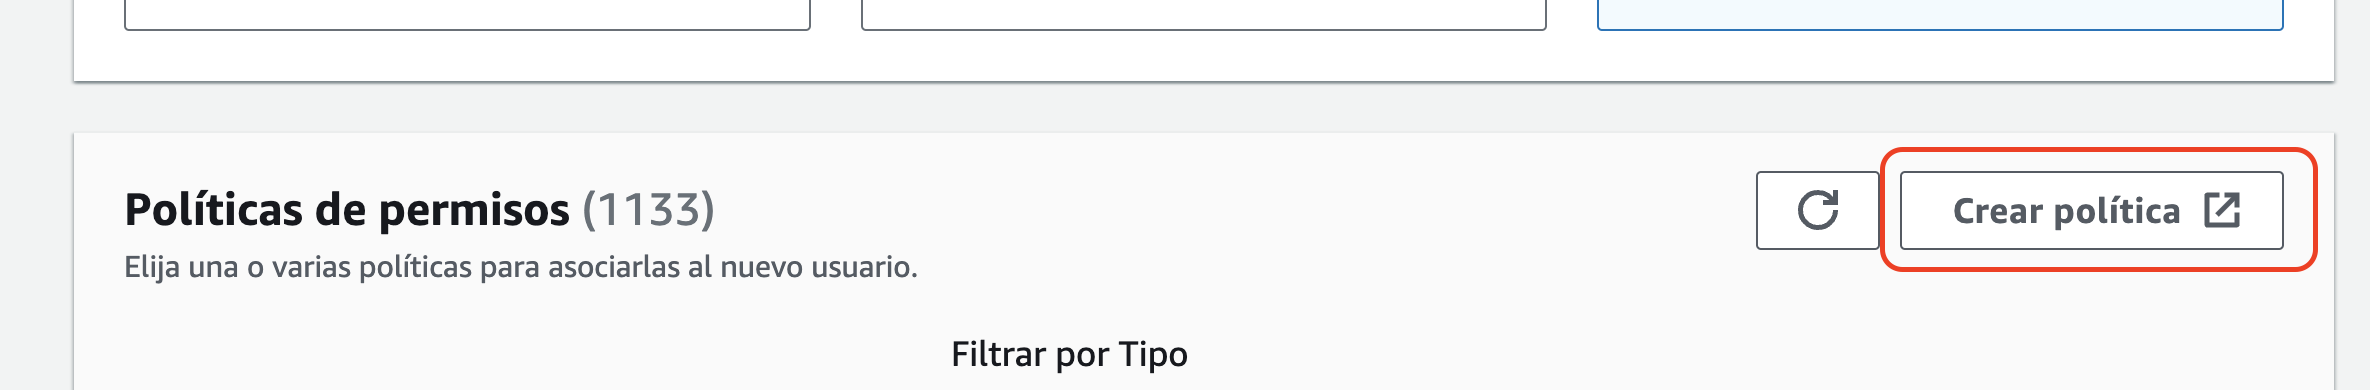 Políticas de permisos (1133)
Crear política
Elija una o varias políticas para asociarlas al nuevo usuario.
Filtrar por Tipo